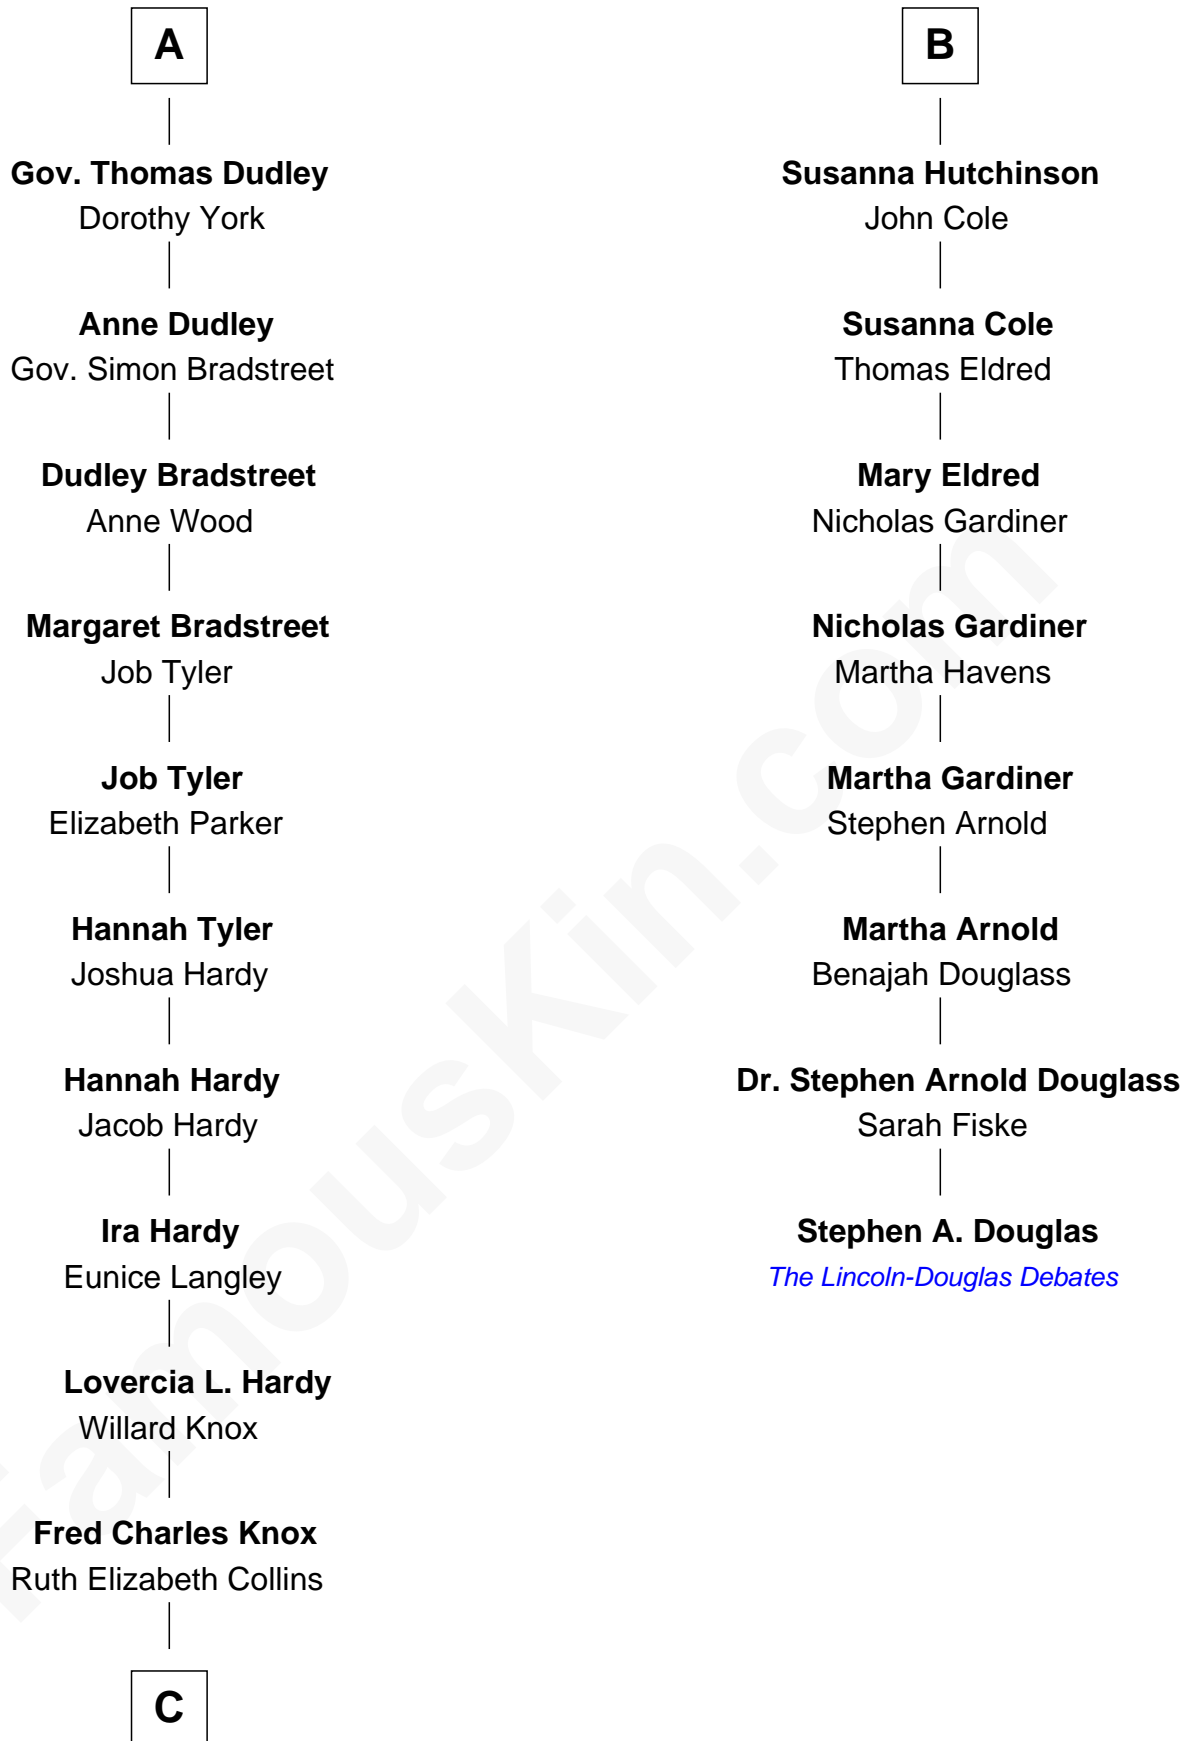 A
Gov. Thomas Dudley
Dorothy York
Anne Dudley
Gov. Simon Bradstreet
Dudley Bradstreet
Anne Wood
Margaret Bradstreet
Job Tyler
Job Tyler
Elizabeth Parker
Hannah Tyler
Joshua Hardy
Hannah Hardy
Jacob Hardy
Ira Hardy
Eunice Langley
Lovercia L. Hardy
Willard Knox
Fred Charles Knox
Ruth Elizabeth Collins
C
B
Susanna Hutchinson
John Cole
Susanna Cole
Thomas Eldred
Mary Eldred
Nicholas Gardiner
Nicholas Gardiner
Martha Havens
Martha Gardiner
Stephen Arnold
Martha Arnold
Benajah Douglass
Dr. Stephen Arnold Douglass
Sarah Fiske
Stephen A. Douglas
The Lincoln-Douglas Debates
FamousKin.com